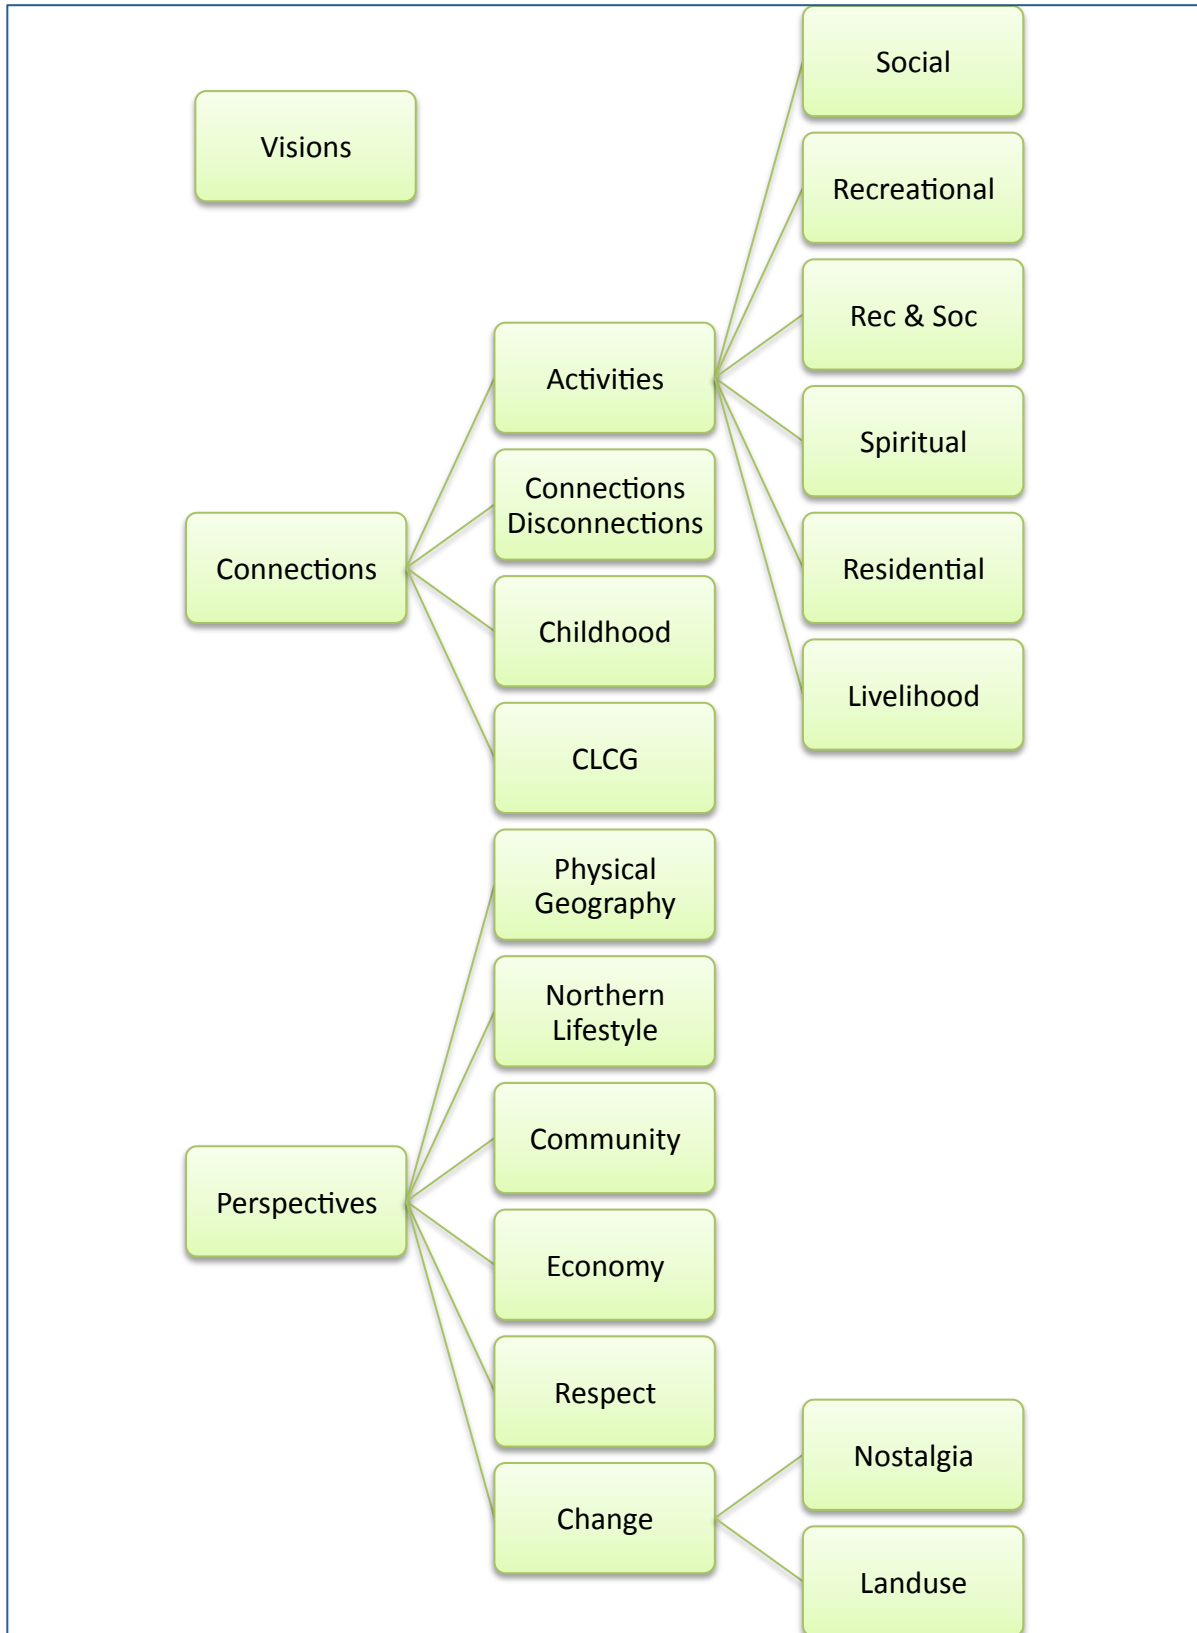 Visions
Connections
Activities
Social
Recreational
Rec & Soc
Spiritual
Residential
Livelihood
Connections
Disconnections
Childhood
CLCG
Perspectives
Physical
Geography
Northern
Lifestyle
Community
Economy
Respect
Change
Nostalgia
Landuse